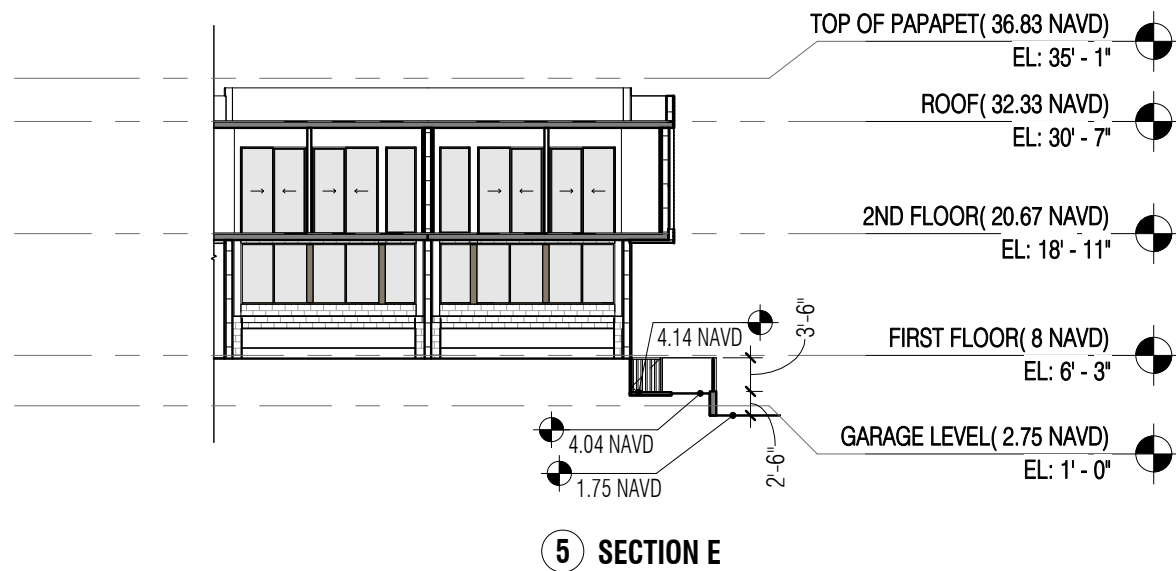 TOP OF PAPAPET( 36.83 NAVD)
EL: 35' - 1"
ROOF( 32.33 NAVD)
EL: 30' - 7"
2ND FLOOR( 20.67 NAVD)
EL: 18' - 11"
3'-6"
4.14 NAVD
FIRST FLOOR( 8 NAVD)
EL: 6' - 3"
4.04 NAVD
GARAGE LEVEL( 2.75 NAVD)
EL: 1' - 0"
2'-6"
1.75 NAVD
5 SECTION E